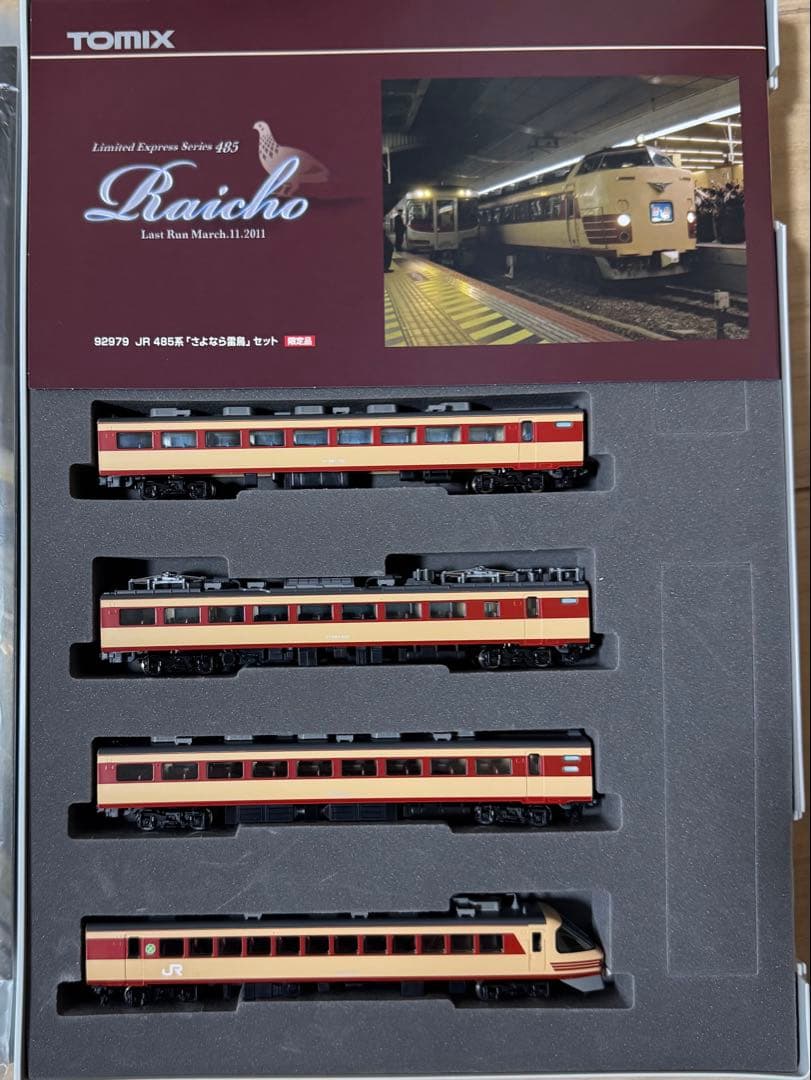 TOMIX
Limited Express Series 485
Raicho
Last Run March.11.2011
92979 JR 485系「さよなら雷鳥」セット 限定品
JR